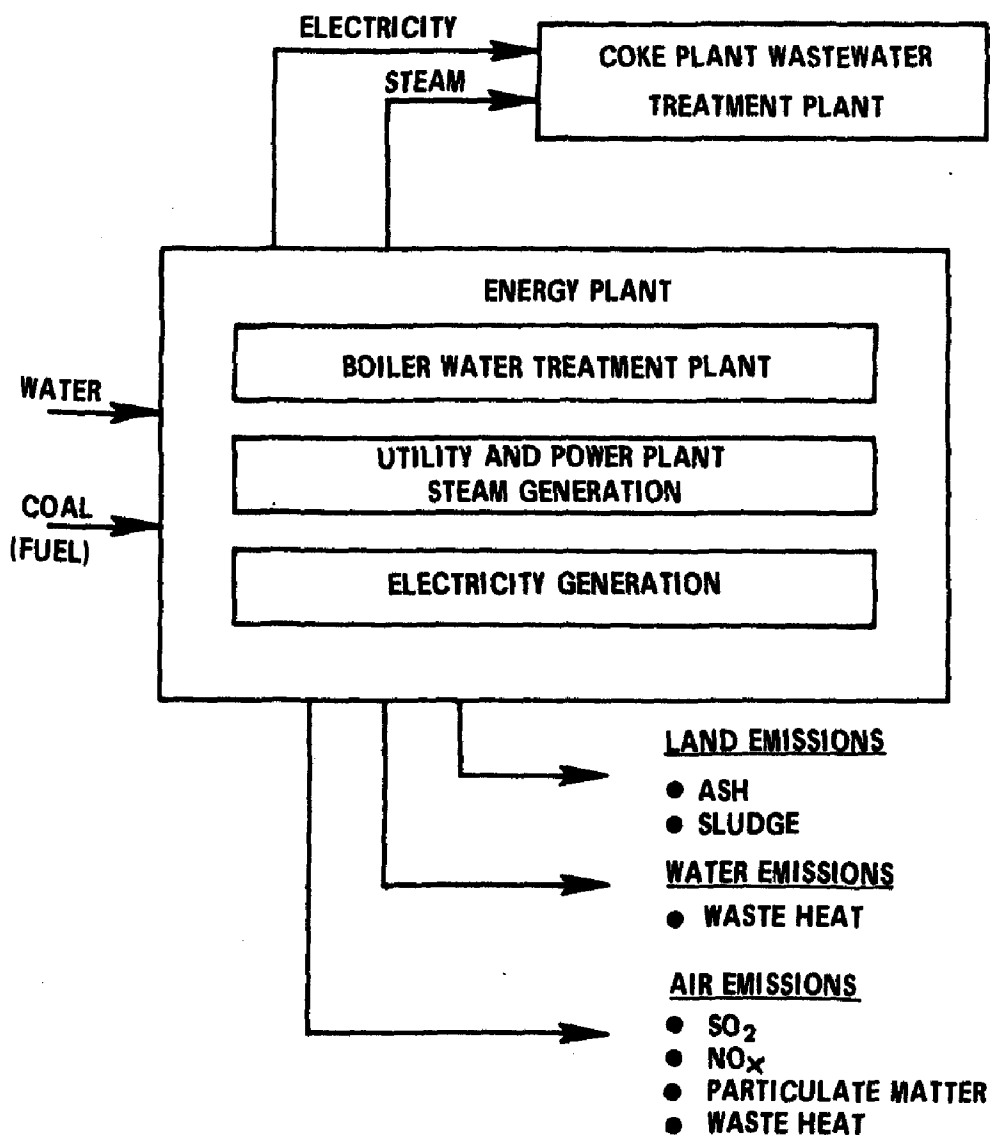 ELECTRICITY
STEAM
COKE PLANT WASTEWATER
TREATMENT PLANT
ENERGY PLANT
BOILER WATER TREATMENT PLANT
WATER
UTILITY AND POWER PLANT
STEAM GENERATION
COAL
(FUEL)
ELECTRICITY GENERATION
LAND EMISSIONS
● ASH
● SLUDGE
WATER EMISSIONS
● WASTE HEAT
AIR EMISSIONS
● SO₂
● NOₓ
● PARTICULATE MATTER
● WASTE HEAT